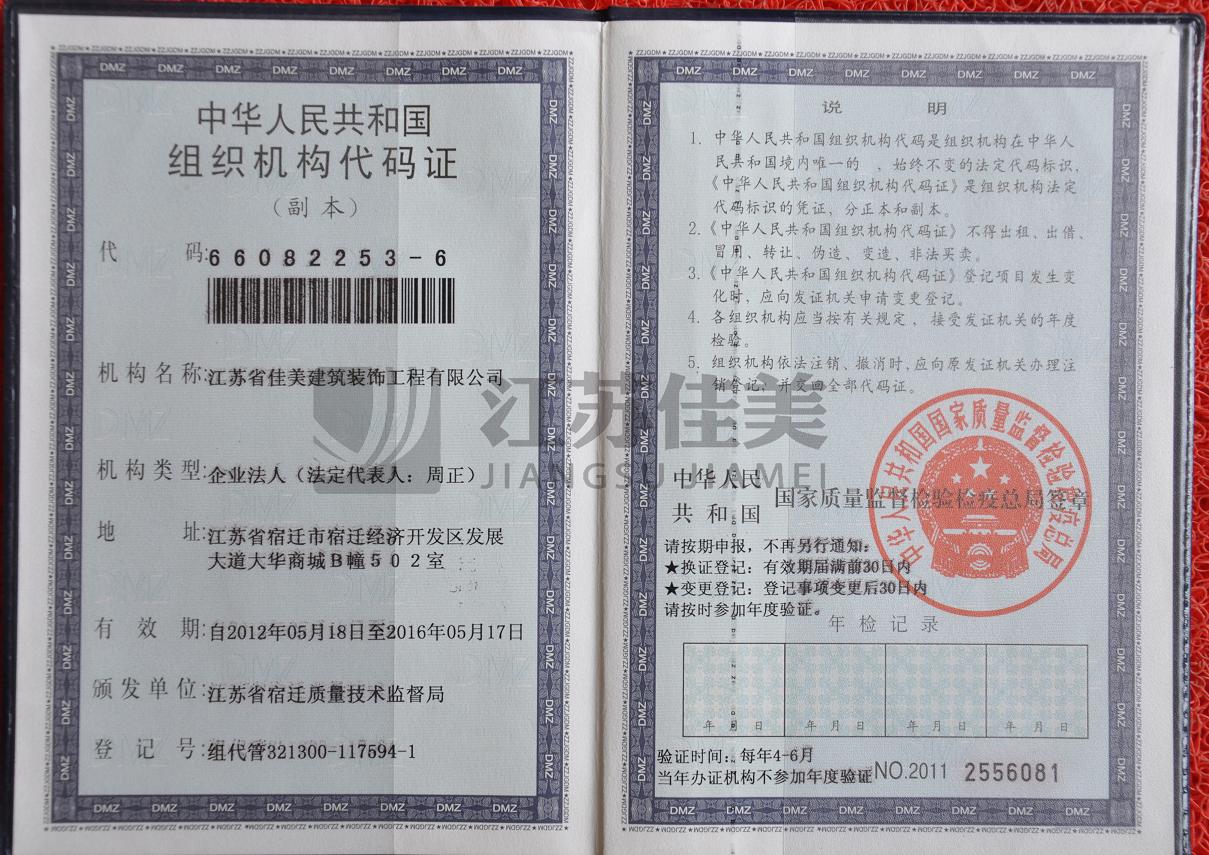 中华人民共和国
组织机构代码证
（副本）
代 码:66082253-6
机构名称:江苏省佳美建筑装饰工程有限公司
机构类型:企业法人（法定代表人：周正）
地 址:江苏省宿迁市宿迁经济开发区发展
大道大华商城B幢502室
有 效 期:自2012年05月18日至2016年05月17日
颁发单位:江苏省宿迁质量技术监督局
登 记 号:组代管321300-117594-1
说 明
1. 中华人民共和国组织机构代码是组织机构在中华人
民共和国境内唯一的 、始终不变的法定代码标识，
《中华人民共和国组织机构代码证》是组织机构法定
代码标识的凭证，分正本和副本。
2.《中华人民共和国组织机构代码证》不得出租、出借、
冒用、转让、伪造、变造、非法买卖。
3.《中华人民共和国组织机构代码证》登记项目发生变
化时，应向发证机关申请变更登记。
4. 各组织机构应当按有关规定，接受发证机关的年度
检验。
5. 组织机构依法注销、撤消时，应向原发证机关办理注
销登记，并交回全部代码证。
江苏佳美
JIANGSU JIAMEI
中华人民
共和国 国家质量监督检验检疫总局签章
中华人民共和国国家质量监督检验检疫总局
请按期申报，不再另行通知：
★换证登记：有效期届满前30日内
★变更登记：登记事项变更后30日内
请按时参加年度验证。
年检记录
年 月 日 年 月 日 年 月 日 年 月 日
验证时间：每年4-6月
当年办证机构不参加年度验证 NO.2011 2556081